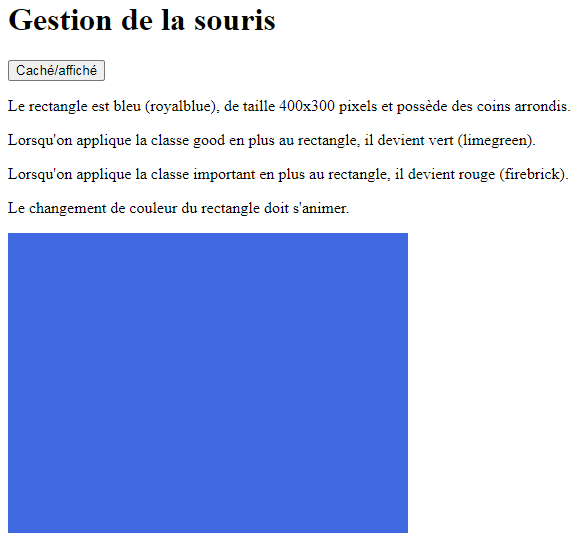 Gestion de la souris
Caché/affiché
Le rectangle est bleu (royalblue), de taille 400x300 pixels et possède des coins arrondis.
Lorsqu'on applique la classe good en plus au rectangle, il devient vert (limegreen).
Lorsqu'on applique la classe important en plus au rectangle, il devient rouge (firebrick).
Le changement de couleur du rectangle doit s'animer.